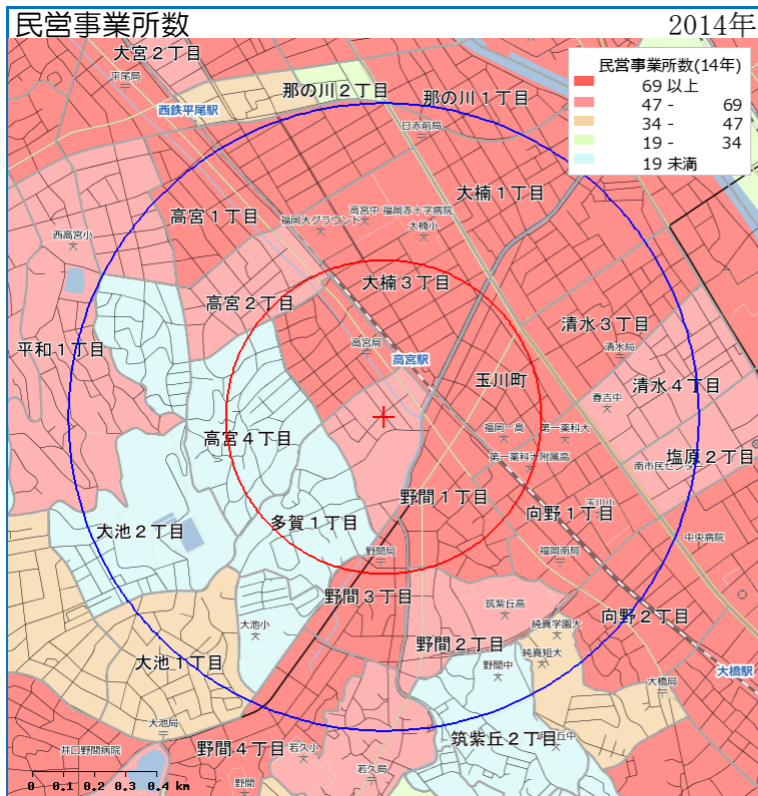 民営事業所数
2014年
民営事業所数(14年)
69 以上
47 - 69
34 - 47
19 - 34
19 未満
大宮2丁目
平尾局
西鉄平尾駅
那の川2丁目
那の川1丁目
日赤前局
大楠1丁目
高宮1丁目
高宮中
福岡赤十字病院
福岡大グラウンド
大楠小
西高宮小
大楠3丁目
高宮2丁目
清水3丁目
平和1丁目
高宮局
高宮駅
清水局
玉川町
清水4丁目
春吉中
高宮4丁目
福岡一高
第一薬科大
塩原2丁目
第一薬科大附属高
南市民センター
野間1丁目
玉川小
向野1丁目
大池2丁目
多賀1丁目
中央病院
野間局
福岡南局
野間3丁目
筑紫丘高
向野2丁目
大池小
純真学園大
野間2丁目
純真短大
大池1丁目
野間中
大橋駅
大橋局
大池局
筑紫丘2丁目
丘中
井口野間病院
野間4丁目
若久小
若久局
野間
0 0.1 0.2 0.3 0.4 km